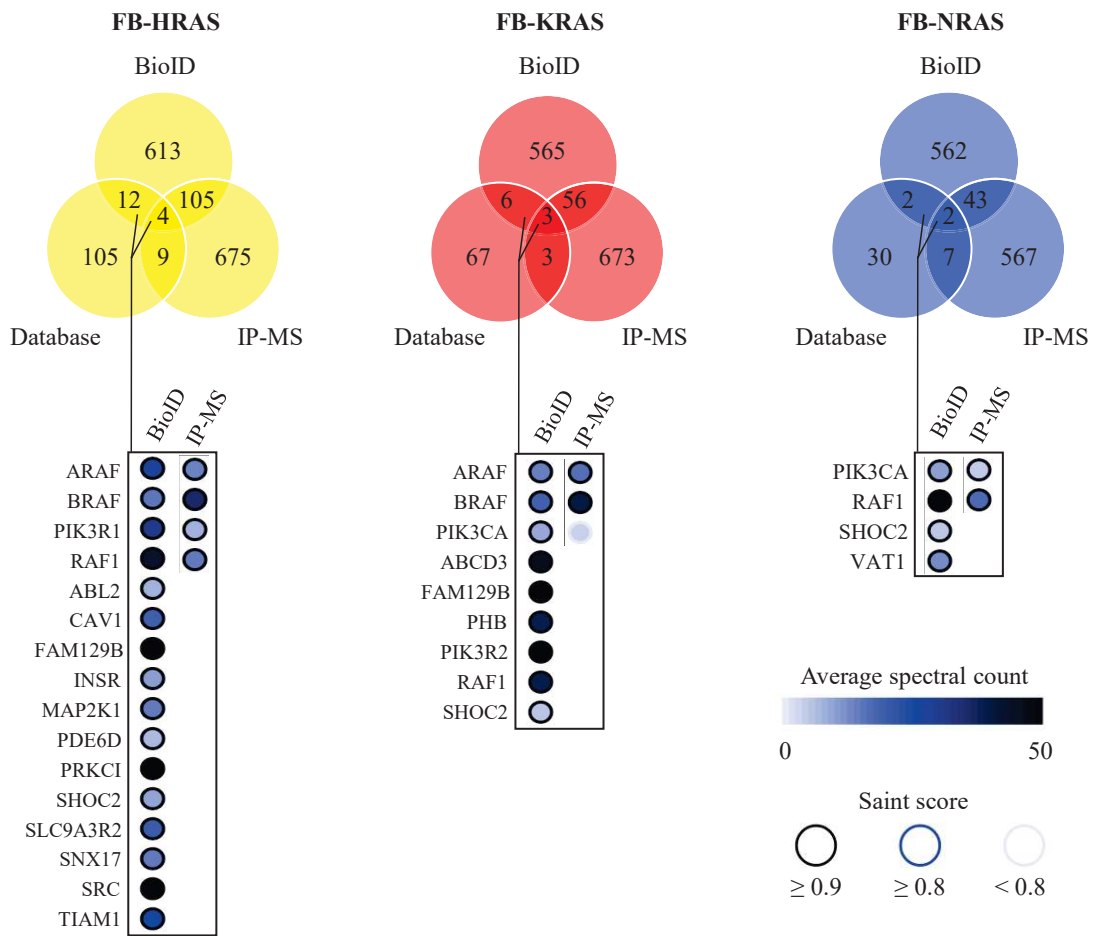 FB-HRAS
BioID
613
12
105
4
105
9
675
Database
IP-MS
BioID
IP-MS
ARAF
BRAF
PIK3R1
RAF1
ABL2
CAV1
FAM129B
INSR
MAP2K1
PDE6D
PRKCI
SHOC2
SLC9A3R2
SNX17
SRC
TIAM1
FB-KRAS
BioID
565
6
56
3
67
3
673
Database
IP-MS
BioID
IP-MS
ARAF
BRAF
PIK3CA
ABCD3
FAM129B
PHB
PIK3R2
RAF1
SHOC2
FB-NRAS
BioID
562
2
43
2
30
7
567
Database
IP-MS
BioID
IP-MS
PIK3CA
RAF1
SHOC2
VAT1
Average spectral count
0 50
Saint score
≥ 0.9 ≥ 0.8 < 0.8